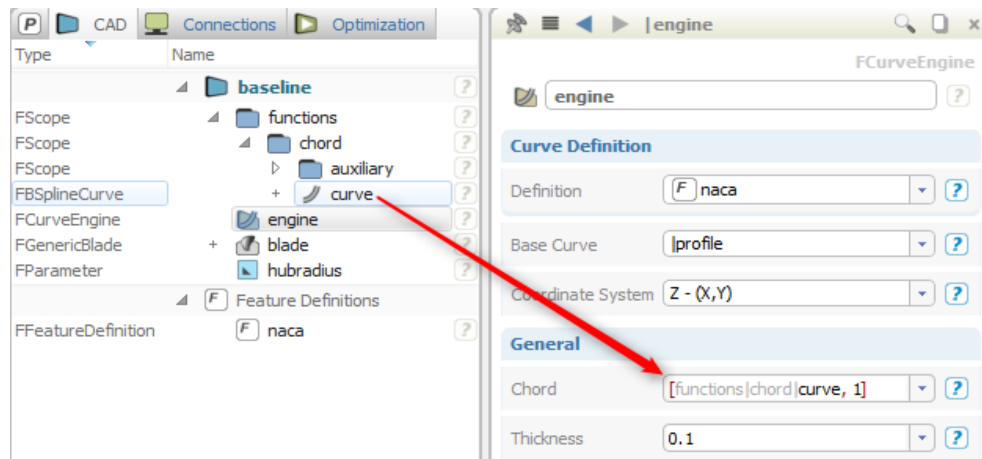 P CAD Connections Optimization
Type Name
baseline ?
FScope functions ?
FScope chord ?
FScope auxiliary ?
FBSplineCurve curve ?
FCurveEngine engine ?
FGenericBlade blade ?
FParameter hubradius ?
F Feature Definitions
FFeatureDefinition F naca ?
|engine
FCurveEngine
engine ?
Curve Definition
Definition F naca ?
Base Curve |profile ?
Coordinate System Z - (X,Y) ?
General
Chord [functions|chord|curve, 1] ?
Thickness 0.1 ?